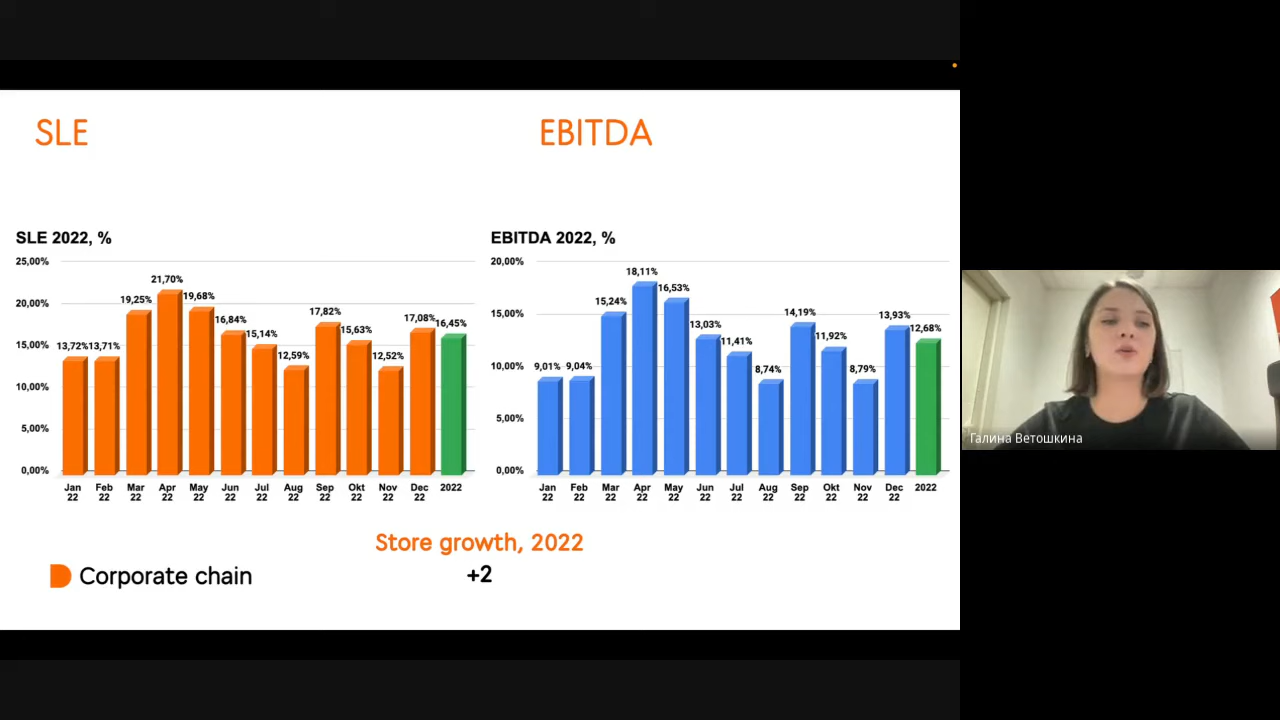 SLE
EBITDA
SLE 2022, %
25,00%
20,00%
15,00%
10,00%
5,00%
0,00%
13,72%
13,71%
19,25%
21,70%
19,68%
16,84%
15,14%
12,59%
17,82%
15,63%
12,52%
17,08%
16,45%
Jan 22
Feb 22
Mar 22
Apr 22
May 22
Jun 22
Jul 22
Aug 22
Sep 22
Okt 22
Nov 22
Dec 22
2022
EBITDA 2022, %
20,00%
15,00%
10,00%
5,00%
0,00%
9,01%
9,04%
15,24%
18,11%
16,53%
13,03%
11,41%
8,74%
14,19%
11,92%
8,79%
13,93%
12,68%
Jan 22
Feb 22
Mar 22
Apr 22
May 22
Jun 22
Jul 22
Aug 22
Sep 22
Okt 22
Nov 22
Dec 22
2022
Store growth, 2022
Corporate chain
+2
Галина Ветошкина